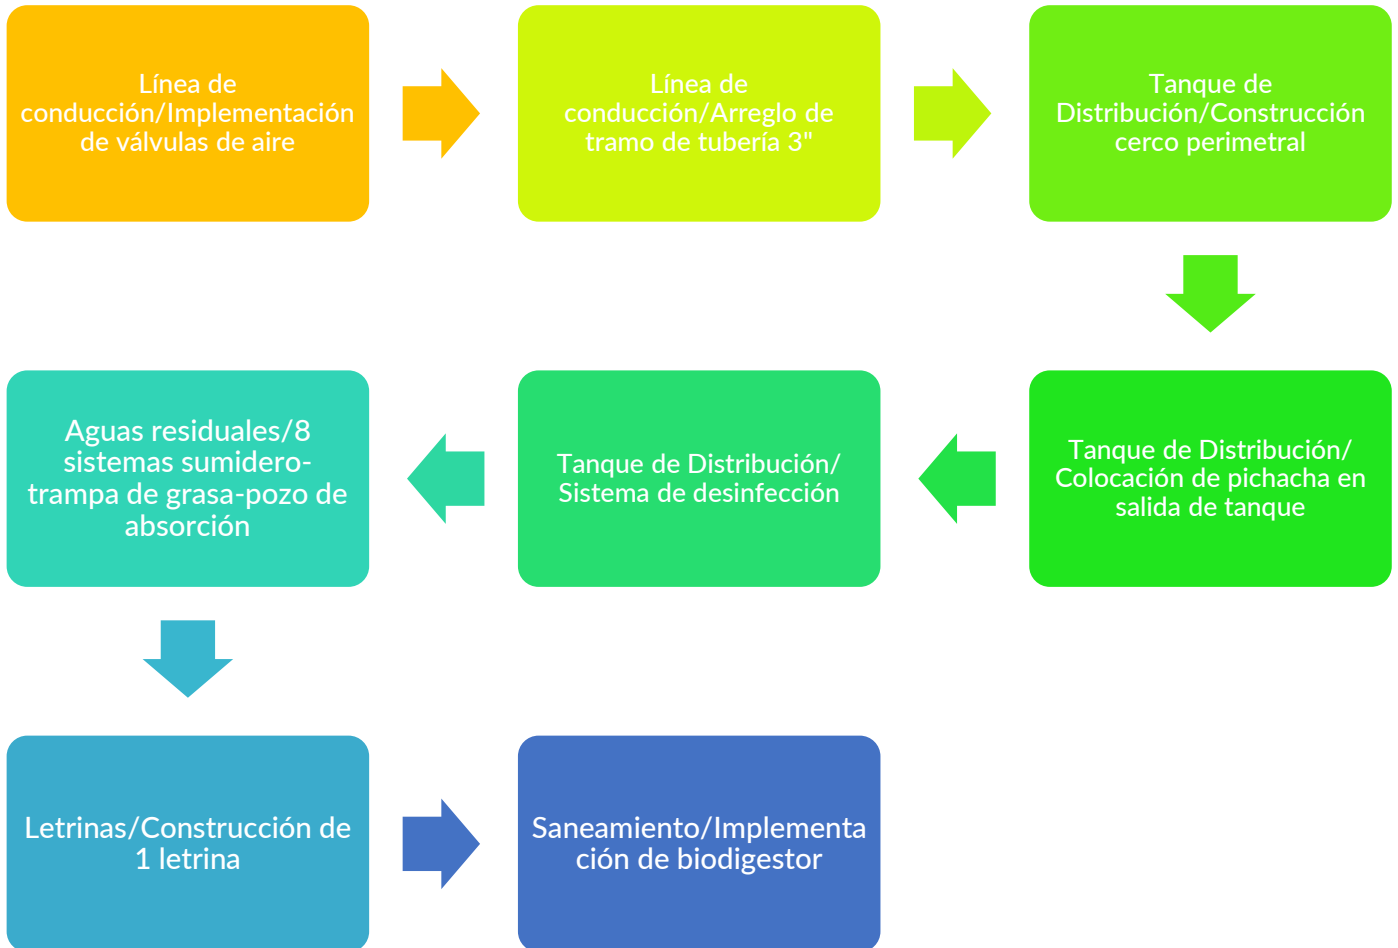 Línea de
conducción/Implementación
de válvulas de aire
Línea de
conducción/Arreglo de
tramo de tubería 3"
Tanque de
Distribución/Construcción
cerco perimetral
Tanque de Distribución/
Colocación de pichacha en
salida de tanque
Tanque de Distribución/
Sistema de desinfección
Aguas residuales/8
sistemas sumidero-
trampa de grasa-pozo de
absorción
Letrinas/Construcción de
1 letrina
Saneamiento/Implementa
ción de biodigestor